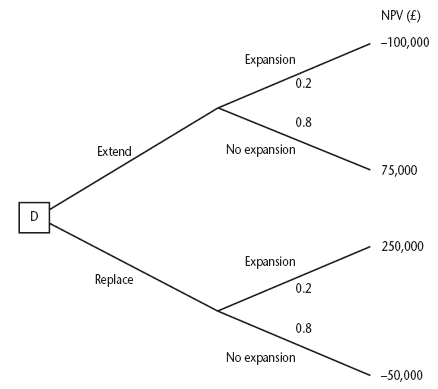 NPV (£)
–100,000
Expansion
0.2
0.8
No expansion
75,000
Extend
D
Replace
Expansion
250,000
0.2
0.8
No expansion
–50,000